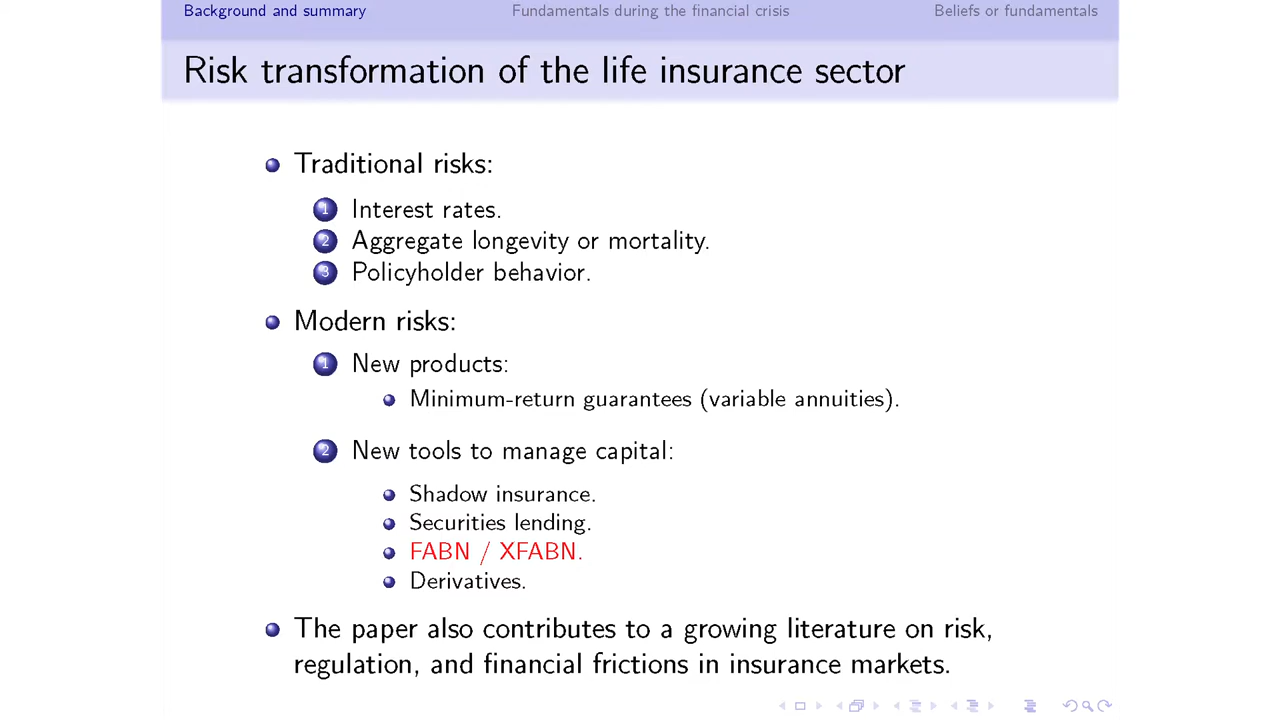 Background and summary Fundamentals during the financial crisis Beliefs or fundamentals
Risk transformation of the life insurance sector
Traditional risks:
1 Interest rates.
2 Aggregate longevity or mortality.
3 Policyholder behavior.
Modern risks:
1 New products:
Minimum-return guarantees (variable annuities).
2 New tools to manage capital:
Shadow insurance.
Securities lending.
FABN / XFABN.
Derivatives.
The paper also contributes to a growing literature on risk,
regulation, and financial frictions in insurance markets.